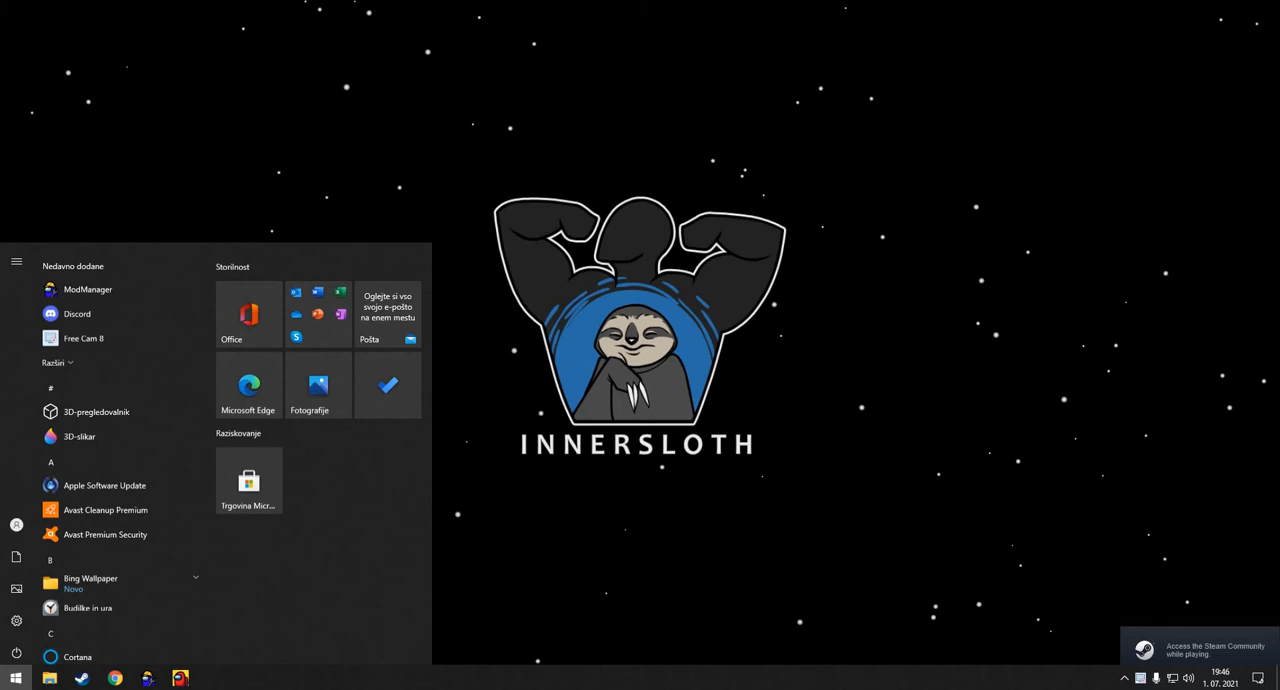 INNERSLOTH
Nedavno dodane
ModManager
Discord
Free Cam 8
Razširi
#
3D-pregledovalnik
3D-slikar
A
Apple Software Update
Avast Cleanup Premium
Avast Premium Security
B
Bing Wallpaper
Novo
Budilke in ura
C
Cortana
Storilnost
Office
Oglejte si vso
svojo e-pošto
na enem mestu
Pošta
Microsoft Edge
Fotografije
Raziskovanje
Trgovina Micr...
Access the Steam Community
while playing.
19:46
1. 07. 2021